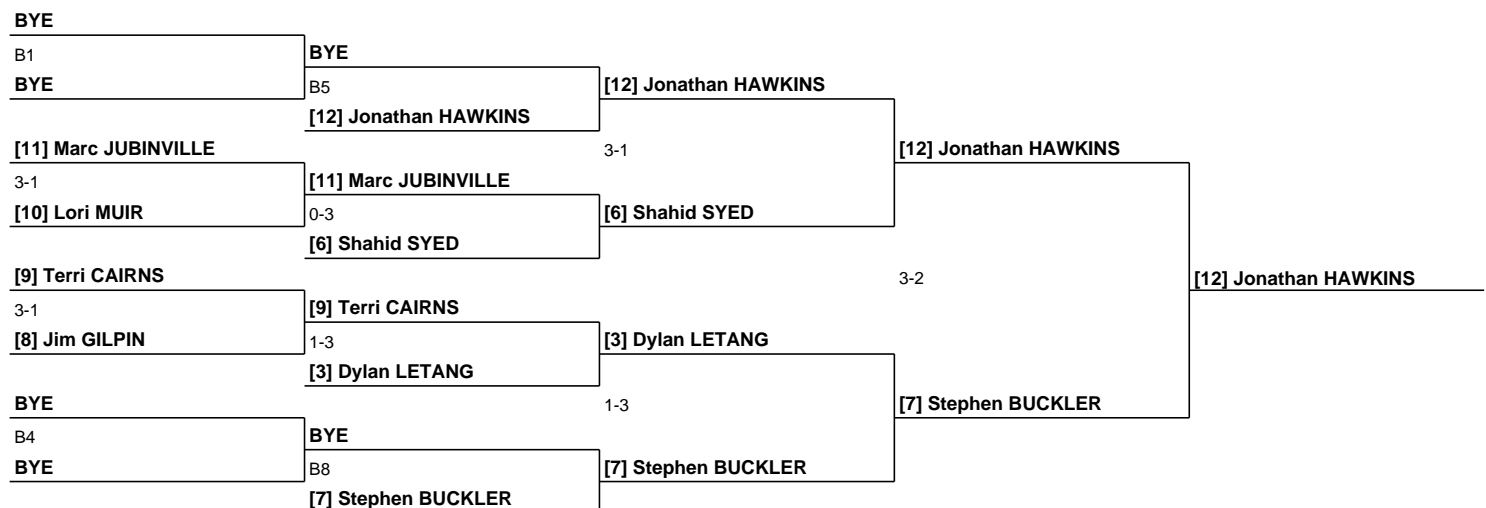 BYE
B1
BYE
BYE
B5
[12] Jonathan HAWKINS
[12] Jonathan HAWKINS
[11] Marc JUBINVILLE
3-1
[12] Jonathan HAWKINS
3-1
[11] Marc JUBINVILLE
[10] Lori MUIR
0-3
[6] Shahid SYED
[6] Shahid SYED
[9] Terri CAIRNS
3-2
[12] Jonathan HAWKINS
3-1
[9] Terri CAIRNS
[8] Jim GILPIN
1-3
[3] Dylan LETANG
[3] Dylan LETANG
BYE
1-3
[7] Stephen BUCKLER
B4
BYE
BYE
B8
[7] Stephen BUCKLER
[7] Stephen BUCKLER